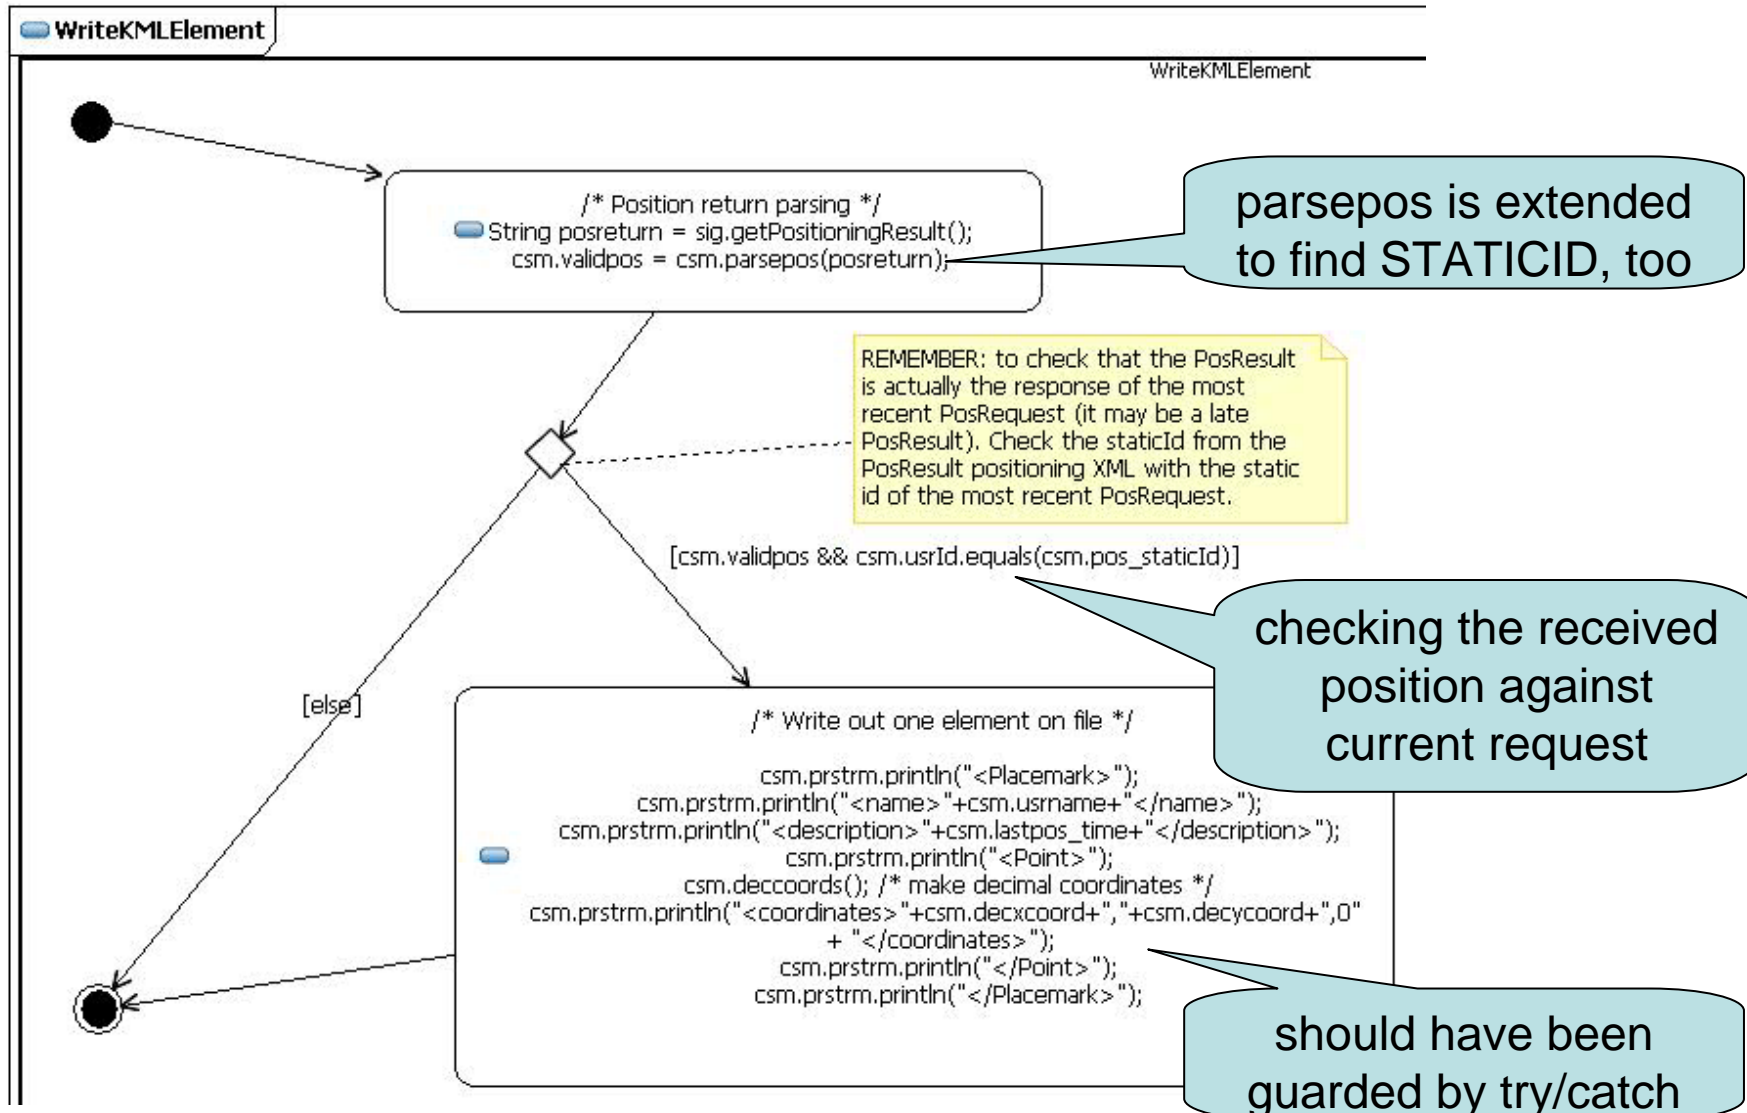 WriteKMLElement
WriteKMLElement
/* Position return parsing */
String posreturn = sig.getPositioningResult();
csm.validpos = csm.parsepos(posreturn);
parsepos is extended
to find STATICID, too
REMEMBER: to check that the PosResult
is actually the response of the most
recent PosRequest (it may be a late
PosResult). Check the staticId from the
PosResult positioning XML with the static
id of the most recent PosRequest.
[csm.validpos && csm.usrId.equals(csm.pos_staticId)]
checking the received
position against
current request
[else]
/* Write out one element on file */
csm.prstrm.println("<Placemark>");
csm.prstrm.println("<name>"+csm.usrname+"</name>");
csm.prstrm.println("<description>"+csm.lastpos_time+"</description>");
csm.prstrm.println("<Point>");
csm.deccoords(); /* make decimal coordinates */
csm.prstrm.println("<coordinates>"+csm.decxcoord+","+csm.decycoord+",0"
+ "</coordinates>");
csm.prstrm.println("</Point>");
csm.prstrm.println("</Placemark>");
should have been
guarded by try/catch